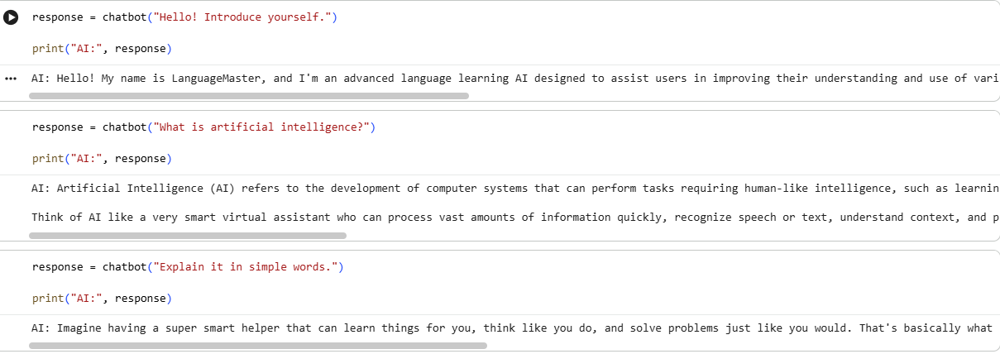 response = chatbot("Hello! Introduce yourself.")
print("AI:", response)
AI: Hello! My name is LanguageMaster, and I'm an advanced language learning AI designed to assist users in improving their understanding and use of vari
response = chatbot("What is artificial intelligence?")
print("AI:", response)
AI: Artificial Intelligence (AI) refers to the development of computer systems that can perform tasks requiring human-like intelligence, such as learnin
Think of AI like a very smart virtual assistant who can process vast amounts of information quickly, recognize speech or text, understand context, and p
response = chatbot("Explain it in simple words.")
print("AI:", response)
AI: Imagine having a super smart helper that can learn things for you, think like you do, and solve problems just like you would. That's basically what